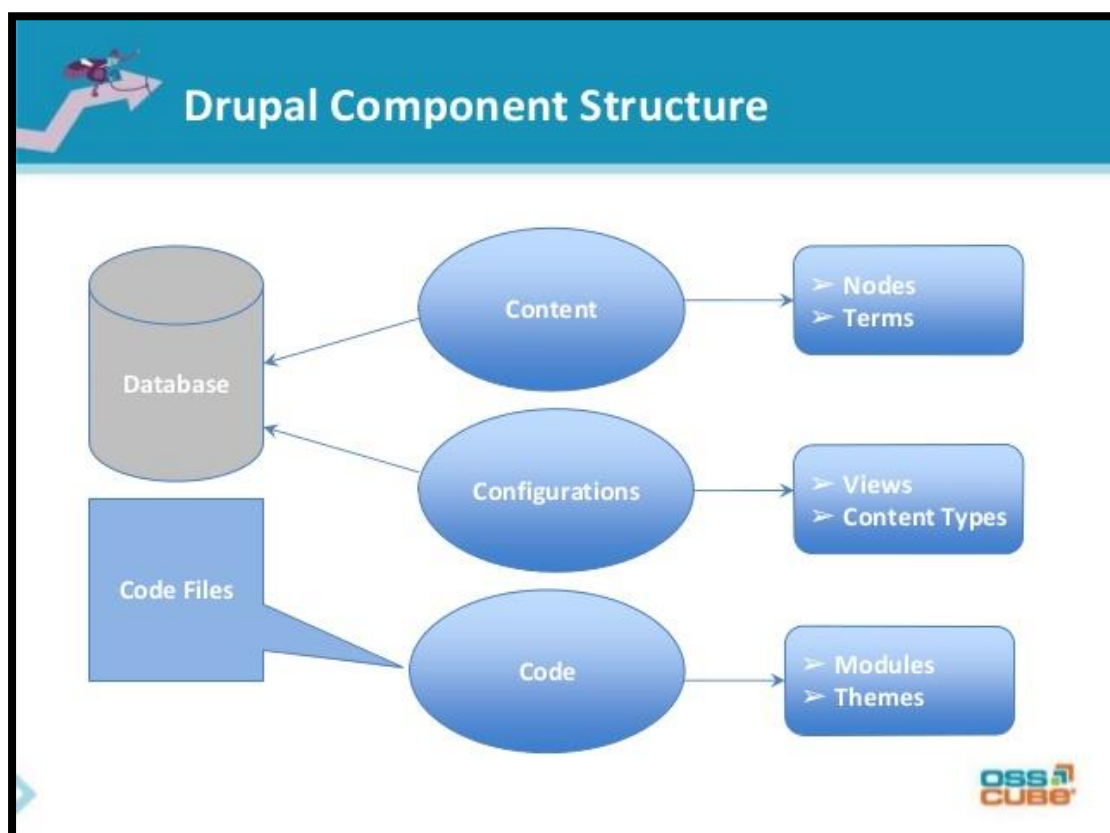 Drupal Component Structure
Database
Content
➢ Nodes
➢ Terms
Configurations
➢ Views
➢ Content Types
Code Files
Code
➢ Modules
➢ Themes
OSS
CUBE